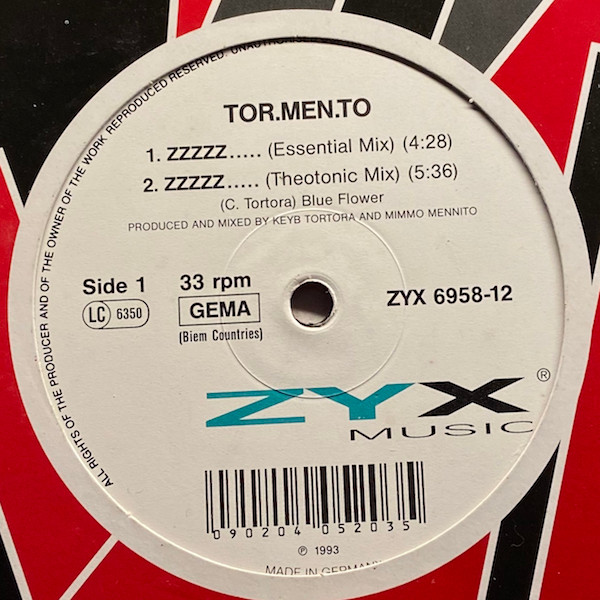 ALL RIGHTS OF THE PRODUCER AND OF THE OWNER OF THE WORK REPRODUCED RESERVED. UNAUTHORIZED
TOR.MEN.TO
1. ZZZZZ..... (Essential Mix) (4:28)
2. ZZZZZ..... (Theotonic Mix) (5:36)
(C. Tortora) Blue Flower
PRODUCED AND MIXED BY KEYB TORTORA AND MIMMO MENNITO
Side 1
33 rpm
LC 6350
GEMA
(Biem Countries)
ZYX 6958-12
ZYX ®
MUSIC
090204 052035
℗ 1993
MADE IN GERMANY